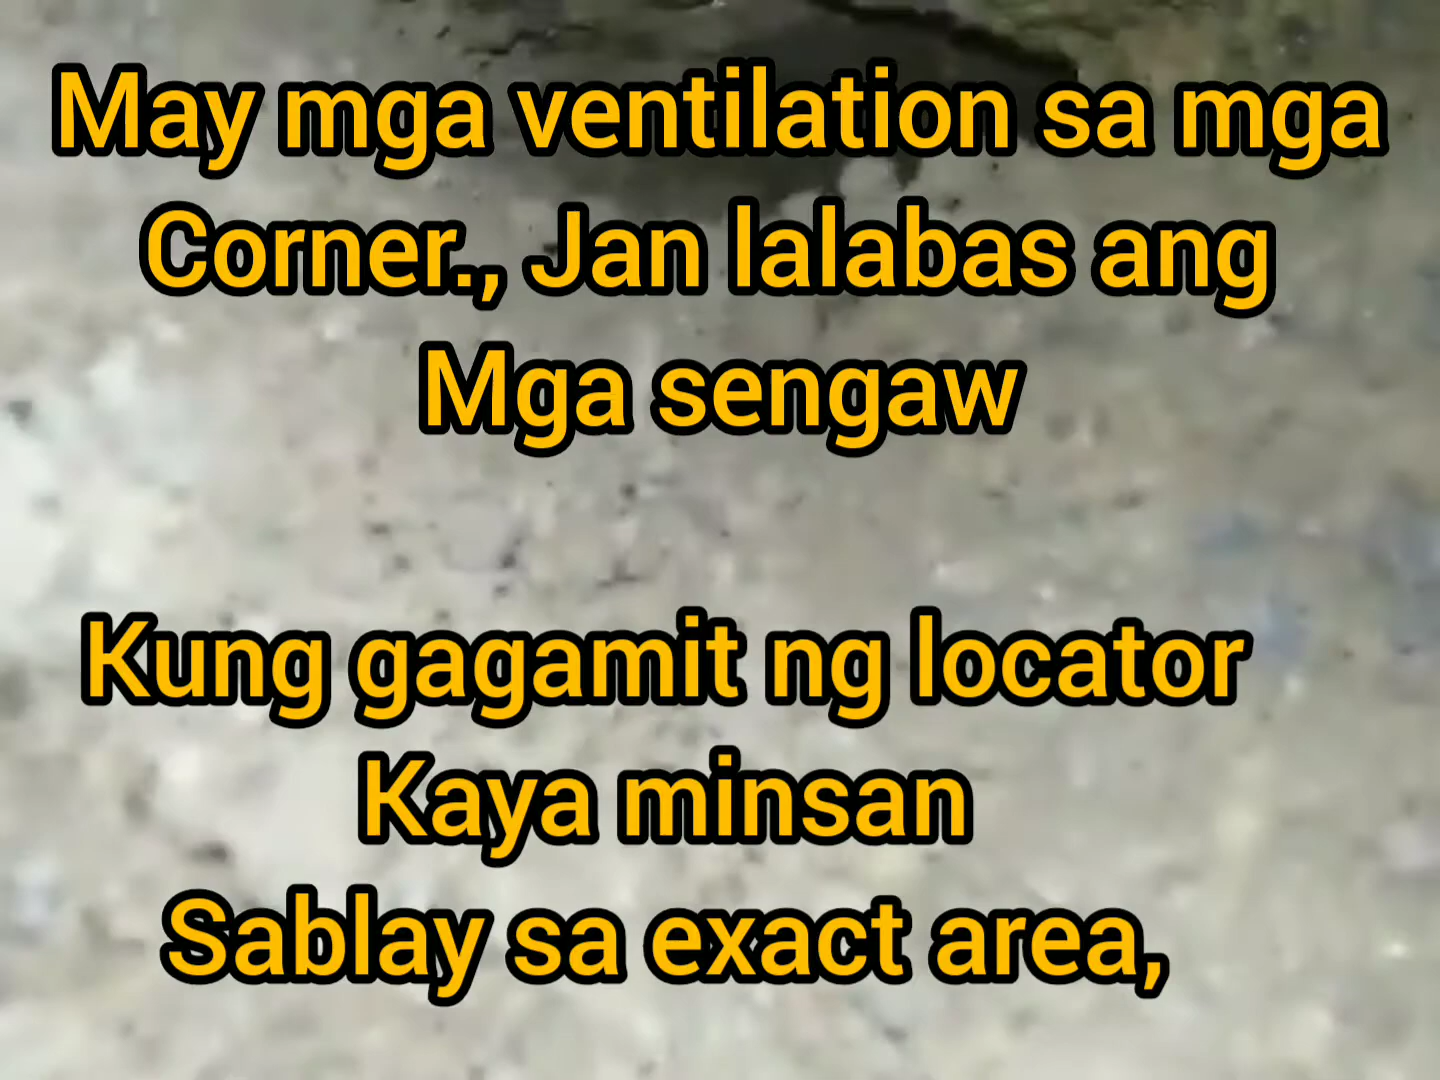 May mga ventilation sa mga
Corner., Jan lalabas ang
Mga sengaw
Kung gagamit ng locator
Kaya minsan
Sablay sa exact area,